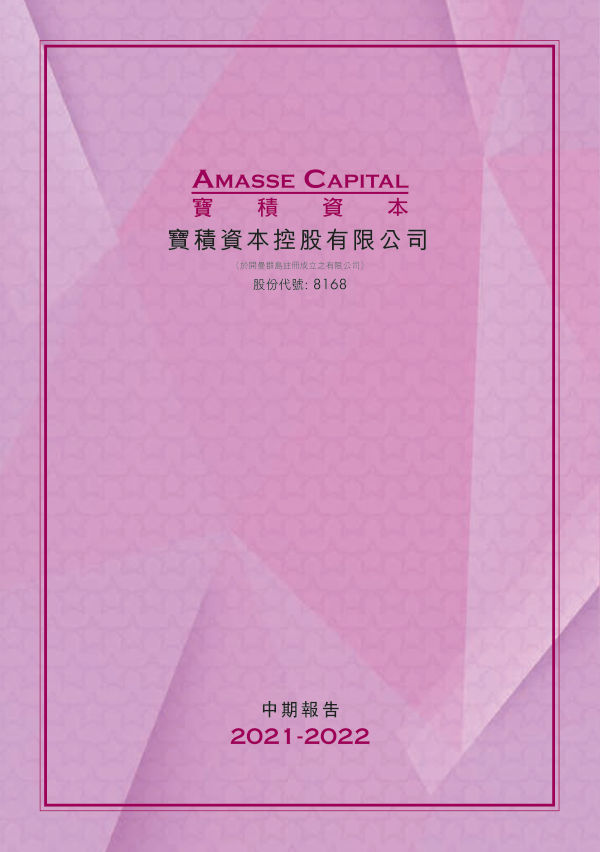 AMASSE CAPITAL
寶積資本
寶積資本控股有限公司
（於開曼群島註冊成立之有限公司）
股份代號: 8168
中期報告
2021-2022